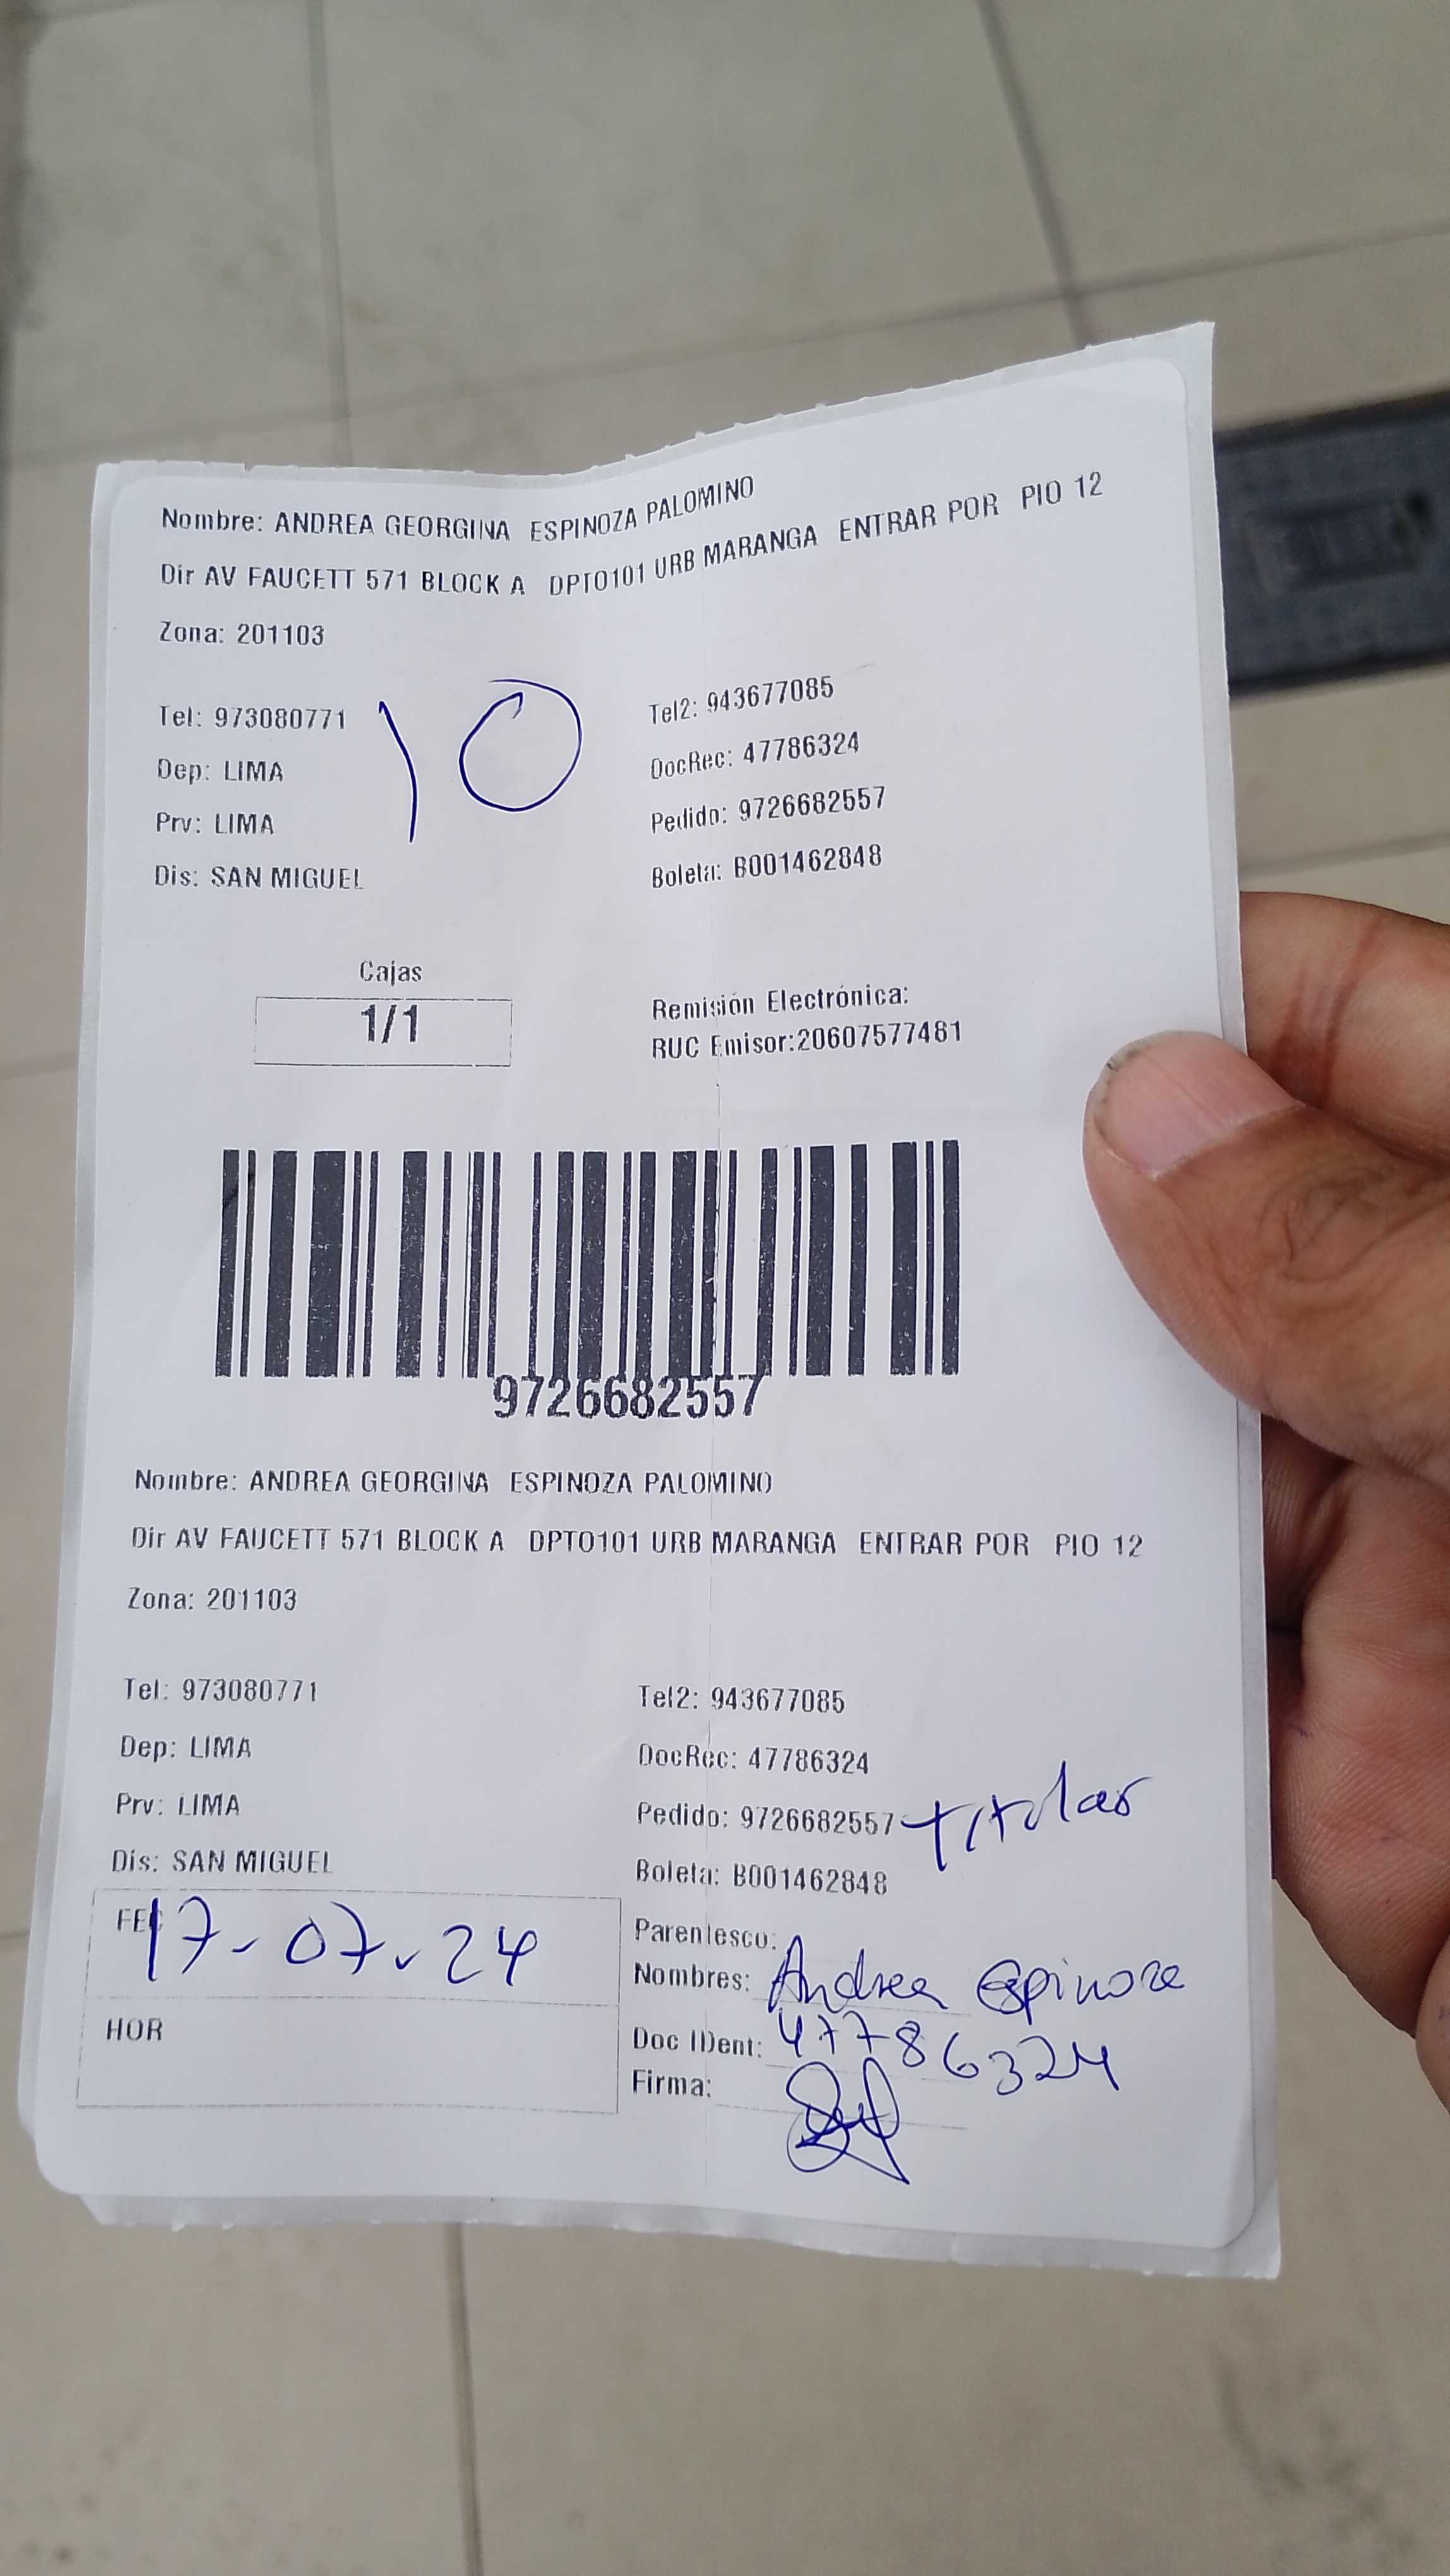 Nombre: ANDREA GEORGINA ESPINOZA PALOMINO
Dir AV FAUCETT 571 BLOCK A DPTO101 URB MARANGA ENTRAR POR PIO 12
Zona: 201103
Tel: 973080771
Tel2: 943677085
10
Dep: LIMA
DocRec: 47786324
Prv: LIMA
Pedido: 9726682557
Dis: SAN MIGUEL
Boleta: B001462848
Cajas
1/1
Remisión Electrónica:
RUC Emisor:20607577481
9726682557
Nombre: ANDREA GEORGINA ESPINOZA PALOMINO
Dir AV FAUCETT 571 BLOCK A DPTO101 URB MARANGA ENTRAR POR PIO 12
Zona: 201103
Tel: 973080771
Tel2: 943677085
Dep: LIMA
DocRec: 47786324
Prv: LIMA
Pedido: 9726682557 titular
Dis: SAN MIGUEL
Boleta: B001462848
FEC 17-07-24
Parentesco:
Nombres: Andrea Espinoza
HOR
Doc IDent: 47786324
Firma: